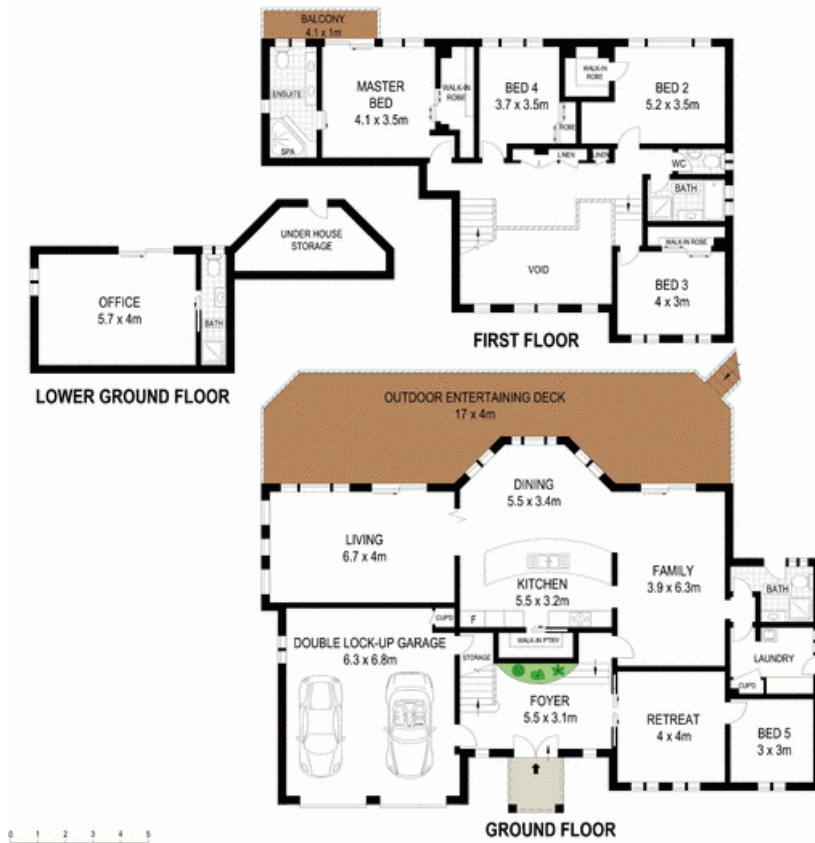 BALCONY
4.1 x 1m
ENSUITE
SPA
MASTER
BED
4.1 x 3.5m
WALK-IN
ROBE
BED 4
3.7 x 3.5m
ROBE
WALK-IN
ROBE
BED 2
5.2 x 3.5m
LINEN
LINEN
WC
BATH
WALK-IN ROBE
BED 3
4 x 3m
VOID
FIRST FLOOR
UNDER HOUSE
STORAGE
OFFICE
5.7 x 4m
BATH
LOWER GROUND FLOOR
OUTDOOR ENTERTAINING DECK
17 x 4m
DINING
5.5 x 3.4m
LIVING
6.7 x 4m
KITCHEN
5.5 x 3.2m
F
FAMILY
3.9 x 6.3m
BATH
CUPD
WALK-IN PTRY
DOUBLE LOCK-UP GARAGE
6.3 x 6.8m
STORAGE
LAUNDRY
CUPD
FOYER
5.5 x 3.1m
RETREAT
4 x 4m
BED 5
3 x 3m
GROUND FLOOR
0 1 2 3 4 5